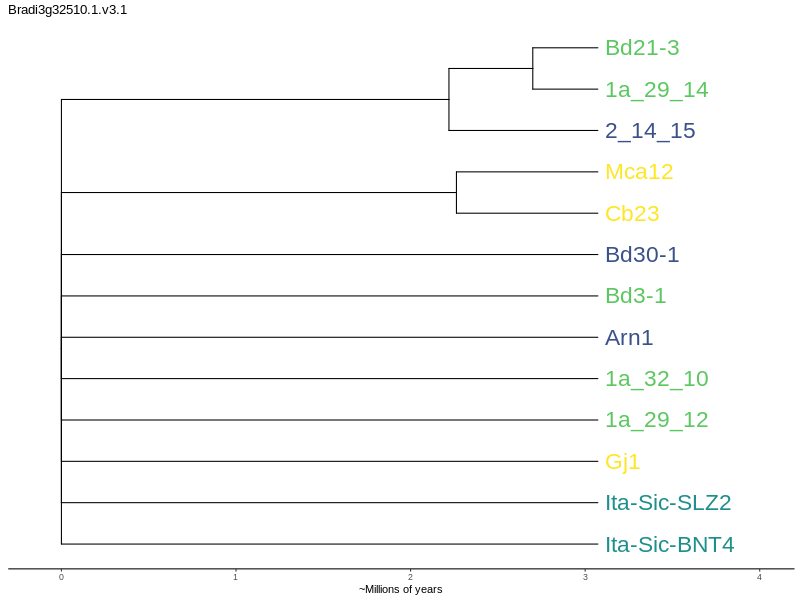 Bradi3g32510.1.v3.1
Bd21-3
1a_29_14
2_14_15
Mca12
Cb23
Bd30-1
Bd3-1
Arn1
1a_32_10
1a_29_12
Gj1
Ita-Sic-SLZ2
Ita-Sic-BNT4
0 1 2 3 4
~Millions of years